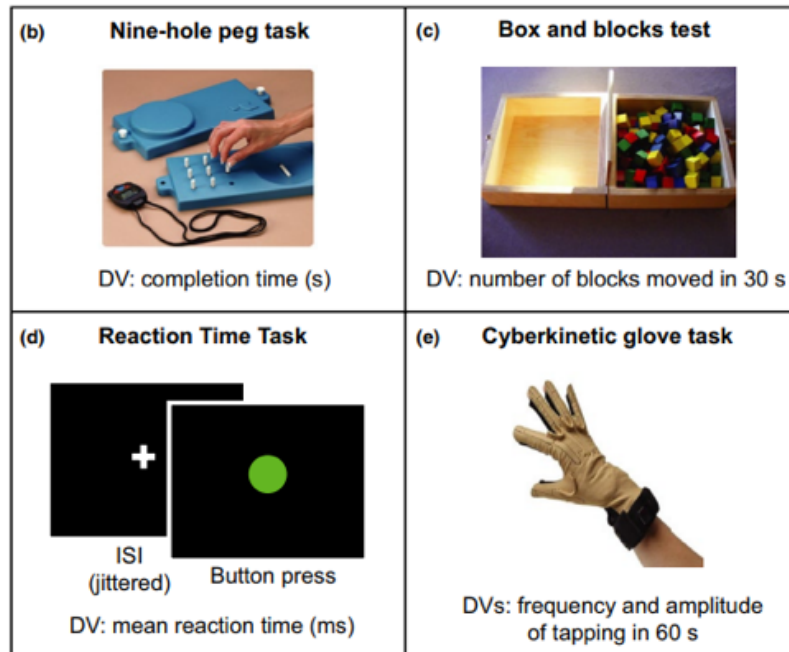 (b) Nine-hole peg task
DV: completion time (s)
(c) Box and blocks test
DV: number of blocks moved in 30 s
(d) Reaction Time Task
ISI
(jittered)
Button press
DV: mean reaction time (ms)
(e) Cyberkinetic glove task
DVs: frequency and amplitude
of tapping in 60 s